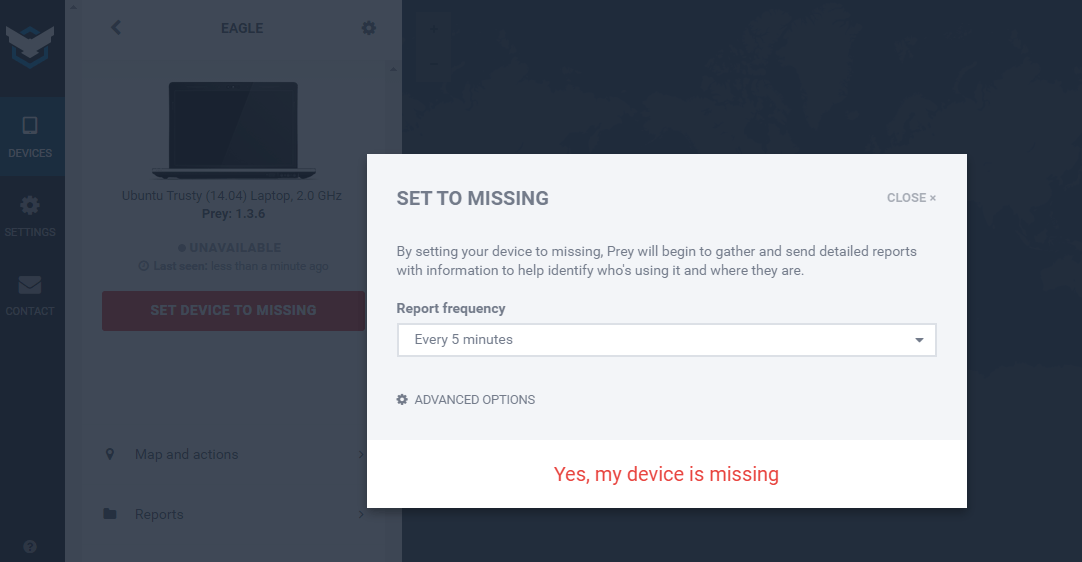 EAGLE
DEVICES
SETTINGS
CONTACT
Ubuntu Trusty (14.04) Laptop, 2.0 GHz
Prey: 1.3.6
UNAVAILABLE
Last seen: less than a minute ago
SET DEVICE TO MISSING
Map and actions
Reports
SET TO MISSING
CLOSE ×
By setting your device to missing, Prey will begin to gather and send detailed reports
with information to help identify who's using it and where they are.
Report frequency
Every 5 minutes
ADVANCED OPTIONS
Yes, my device is missing